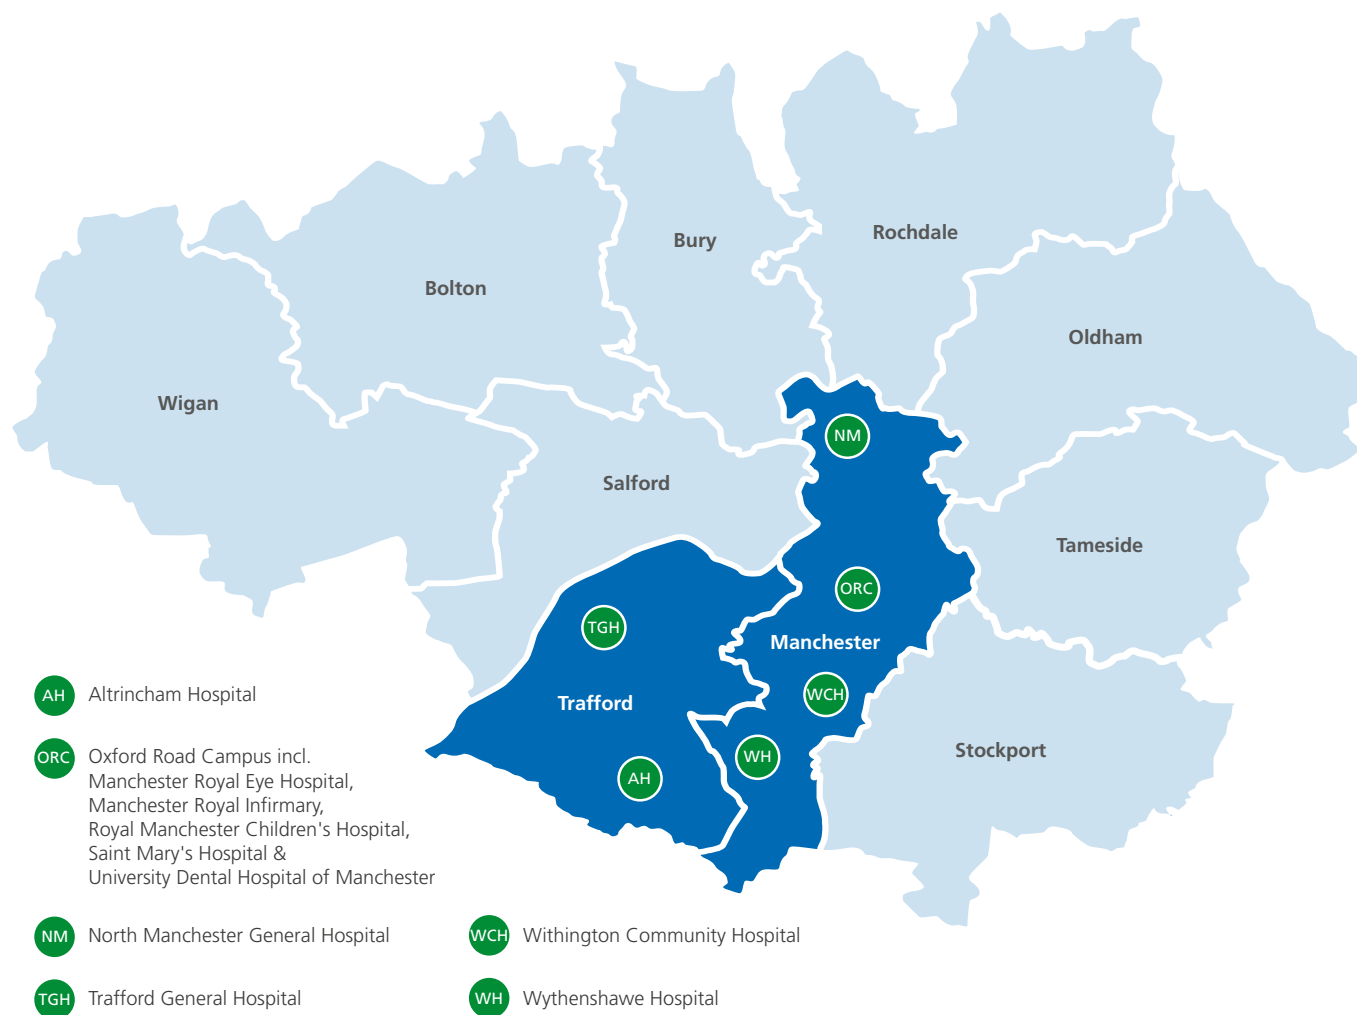 Bury
Rochdale
Bolton
Oldham
Wigan
NM
Salford
Tameside
ORC
TGH
Manchester
WCH
Trafford
Stockport
WH
AH
AH Altrincham Hospital
ORC Oxford Road Campus incl.
Manchester Royal Eye Hospital,
Manchester Royal Infirmary,
Royal Manchester Children's Hospital,
Saint Mary's Hospital &
University Dental Hospital of Manchester
NM North Manchester General Hospital
WCH Withington Community Hospital
TGH Trafford General Hospital
WH Wythenshawe Hospital